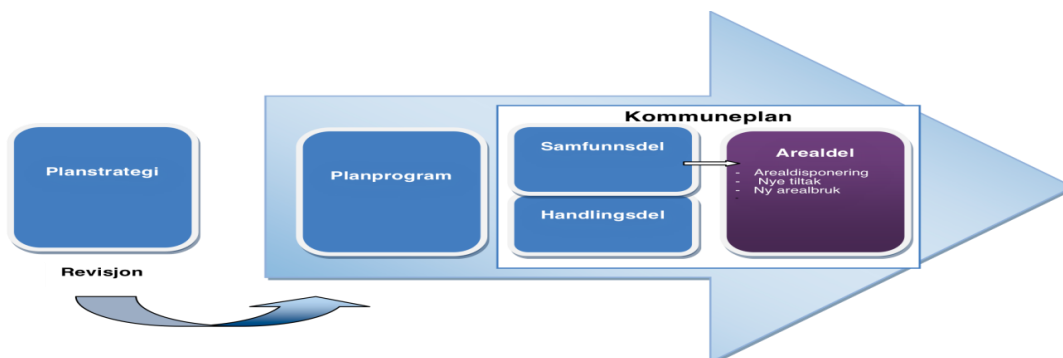 Planstrategi
Revisjon
Planprogram
Kommuneplan
Samfunnsdel
Handlingsdel
Arealdel
- Arealdisponering
- Nye tiltak
- Ny arealbruk
-